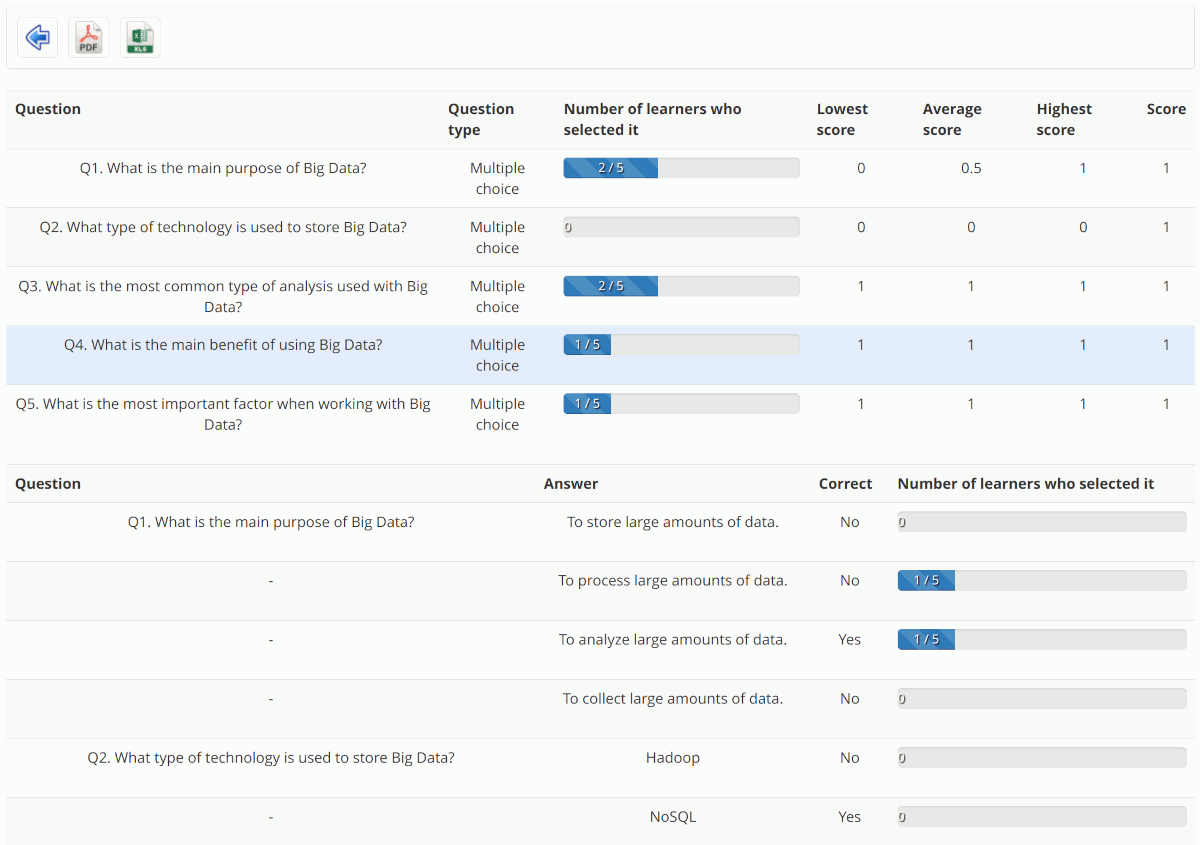 PDF
XLS
Question Question type Number of learners who selected it Lowest score Average score Highest score Score
Q1. What is the main purpose of Big Data? Multiple choice 2 / 5 0 0.5 1 1
Q2. What type of technology is used to store Big Data? Multiple choice 0 0 0 0 1
Q3. What is the most common type of analysis used with Big Data? Multiple choice 2 / 5 1 1 1 1
Q4. What is the main benefit of using Big Data? Multiple choice 1 / 5 1 1 1 1
Q5. What is the most important factor when working with Big Data? Multiple choice 1 / 5 1 1 1 1
Question Answer Correct Number of learners who selected it
Q1. What is the main purpose of Big Data? To store large amounts of data. No 0
- To process large amounts of data. No 1 / 5
- To analyze large amounts of data. Yes 1 / 5
- To collect large amounts of data. No 0
Q2. What type of technology is used to store Big Data? Hadoop No 0
- NoSQL Yes 0